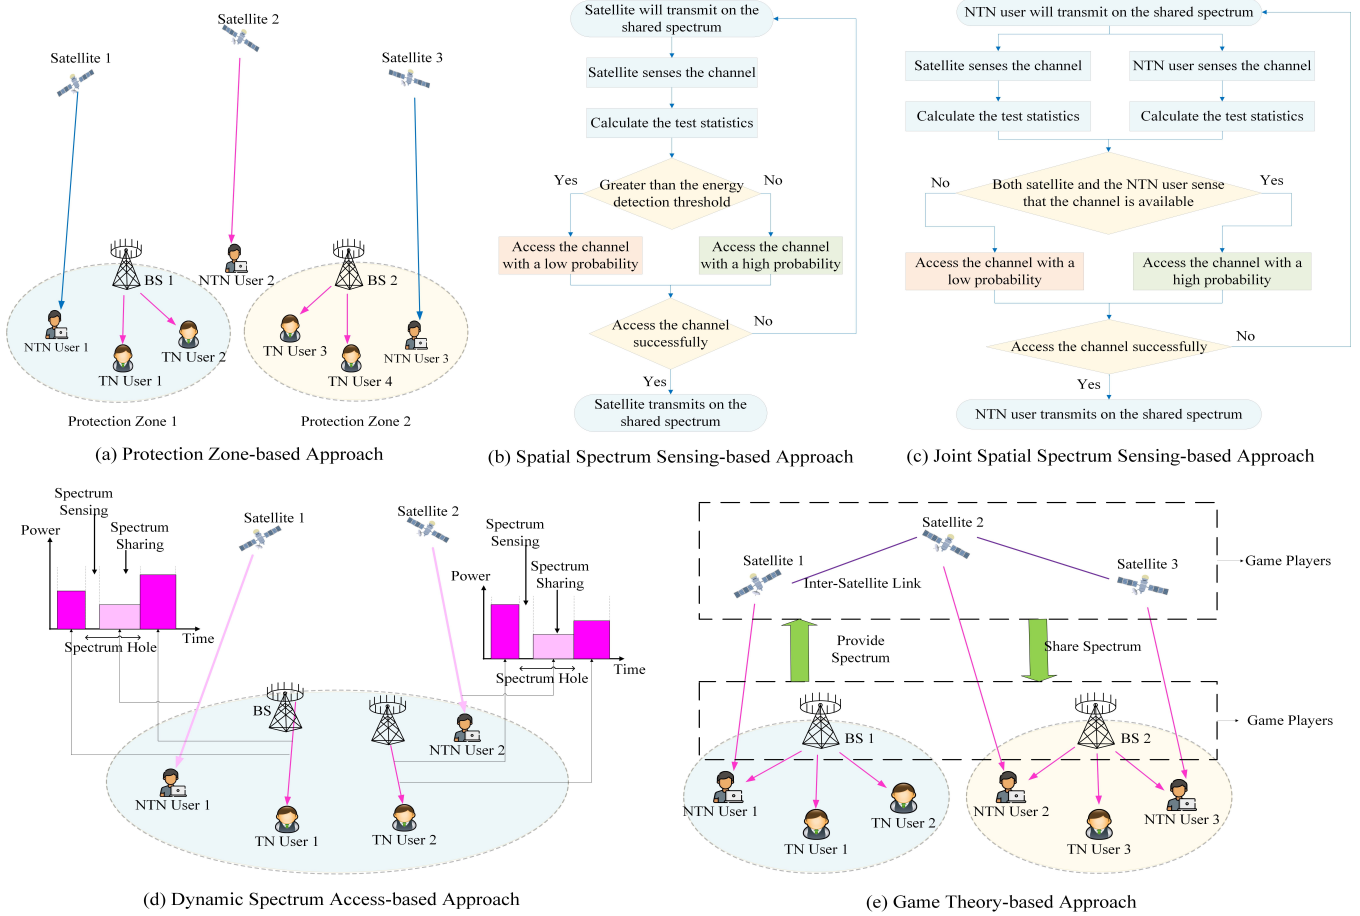 Satellite 1
Satellite 2
Satellite 3
BS 1
NTN User 2
BS 2
NTN User 1
TN User 2
TN User 1
TN User 3
TN User 4
NTN User 3
Protection Zone 1
Protection Zone 2
(a) Protection Zone-based Approach
Satellite will transmit on the
shared spectrum
Satellite senses the channel
Calculate the test statistics
Yes
Greater than the energy
detection threshold
No
Access the channel
with a low probability
Access the channel
with a high probability
Access the channel
successfully
No
Yes
Satellite transmits on the
shared spectrum
(b) Spatial Spectrum Sensing-based Approach
NTN user will transmit on the shared spectrum
Satellite senses the channel
NTN user senses the channel
Calculate the test statistics
Calculate the test statistics
No
Both satellite and the NTN user sense
that the channel is available
Yes
Access the channel with a
low probability
Access the channel with a
high probability
Access the channel successfully
No
Yes
NTN user transmits on the shared spectrum
(c) Joint Spatial Spectrum Sensing-based Approach
Spectrum
Sensing
Power
Spectrum
Sharing
Time
Spectrum Hole
Satellite 1
Satellite 2
Spectrum
Sensing
Power
Spectrum
Sharing
Time
Spectrum Hole
BS
NTN User 2
NTN User 1
TN User 1
TN User 2
(d) Dynamic Spectrum Access-based Approach
Satellite 2
Satellite 1
Satellite 3
Inter-Satellite Link
Game Players
Provide
Spectrum
Share Spectrum
Game Players
BS 1
BS 2
NTN User 1
TN User 2
TN User 1
NTN User 2
NTN User 3
TN User 3
(e) Game Theory-based Approach